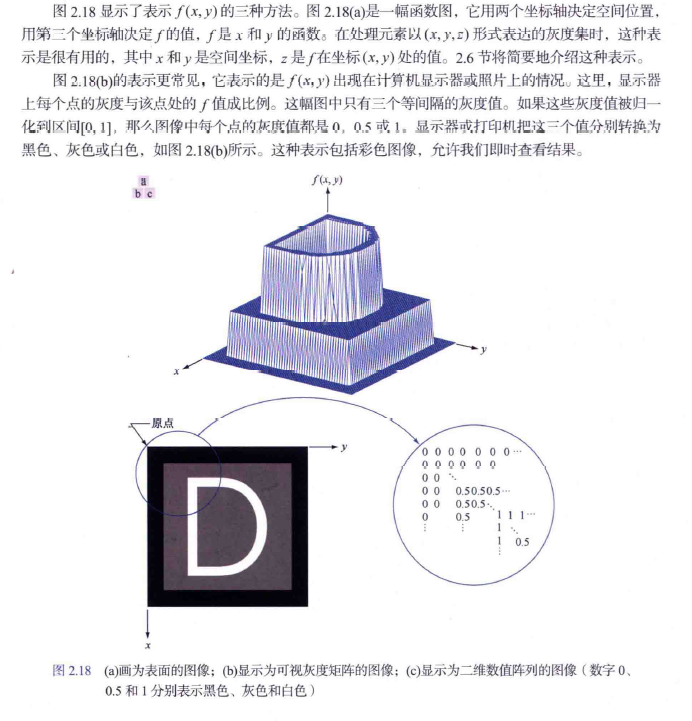 图 2.18 显示了表示 f(x, y) 的三种方法。图 2.18(a)是一幅函数图，它用两个坐标轴决定空间位置，
用第三个坐标轴决定 f 的值，f 是 x 和 y 的函数。在处理元素以 (x, y, z) 形式表达的灰度集时，这种表
示是很有用的，其中 x 和 y 是空间坐标，z 是 f 在坐标 (x, y) 处的值。2.6 节将简要地介绍这种表示。
图 2.18(b)的表示更常见，它表示的是 f(x, y) 出现在计算机显示器或照片上的情况。这里，显示器
上每个点的灰度与该点处的 f 值成比例。这幅图中只有三个等间隔的灰度值。如果这些灰度值被归一
化到区间[0, 1]，那么图像中每个点的灰度值都是 0，0.5 或 1。显示器或打印机把这三个值分别转换为
黑色、灰色或白色，如图 2.18(b)所示。这种表示包括彩色图像，允许我们即时查看结果。
a
b c
f(x, y)
y
x
原点
y
D
x
0 0 0 0 0 0 0 …
0 0 0 0 0 0
0 0 ⋱
0 0 0.5 0.5 0.5 …
0 0 0.5 0.5 ⋱
0 0.5 1 1 1 …
⋮ ⋮ 1 ⋱
1 0.5
图 2.18 (a)画为表面的图像；(b)显示为可视灰度矩阵的图像；(c)显示为二维数值阵列的图像（数字 0、
0.5 和 1 分别表示黑色、灰色和白色）